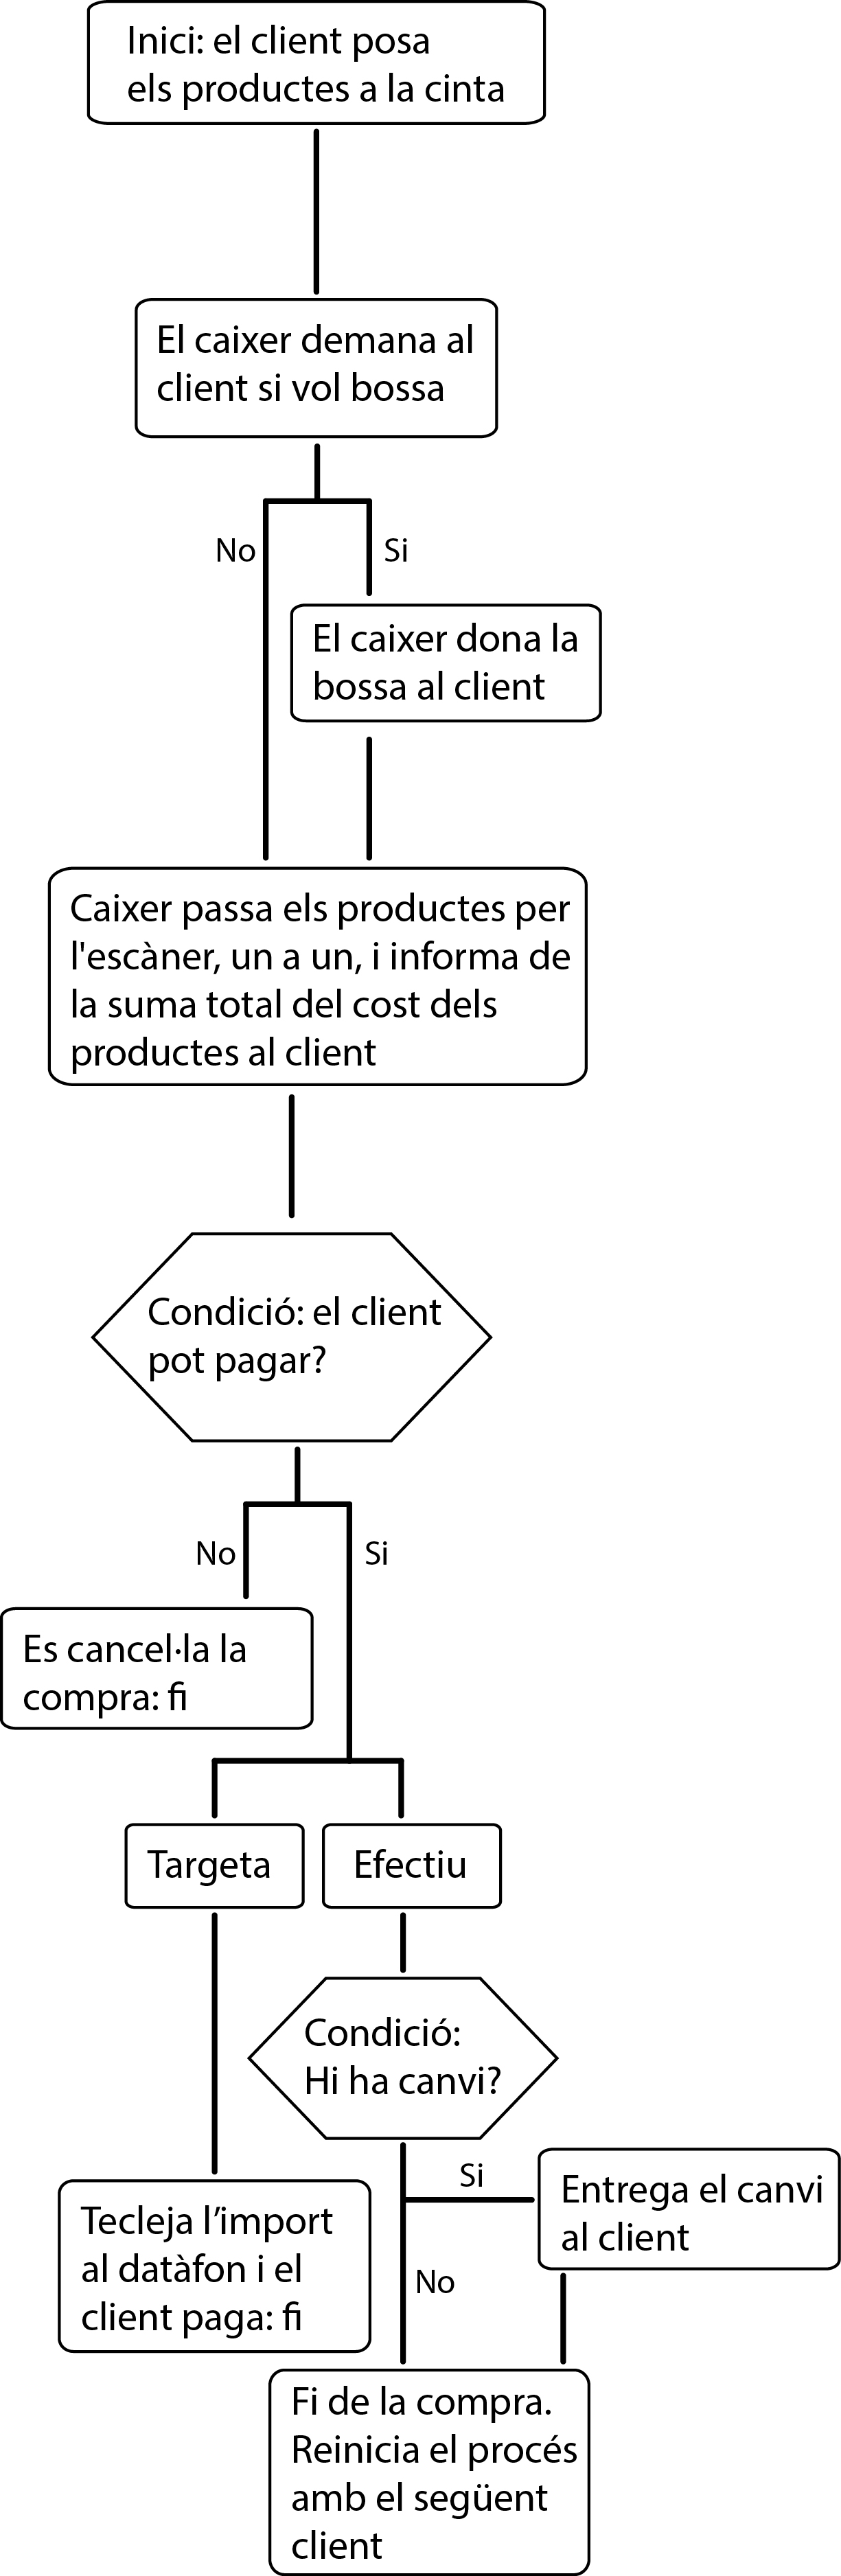 Inici: el client posa
els productes a la cinta
El caixer demana al
client si vol bossa
No
Si
El caixer dona la
bossa al client
Caixer passa els productes per
l'escàner, un a un, i informa de
la suma total del cost dels
productes al client
Condició: el client
pot pagar?
No
Si
Es cancel·la la
compra: fi
Targeta
Efectiu
Condició:
Hi ha canvi?
Si
Entrega el canvi
al client
Tecleja l’import
al datàfon i el
client paga: fi
No
Fi de la compra.
Reinicia el procés
amb el següent
client